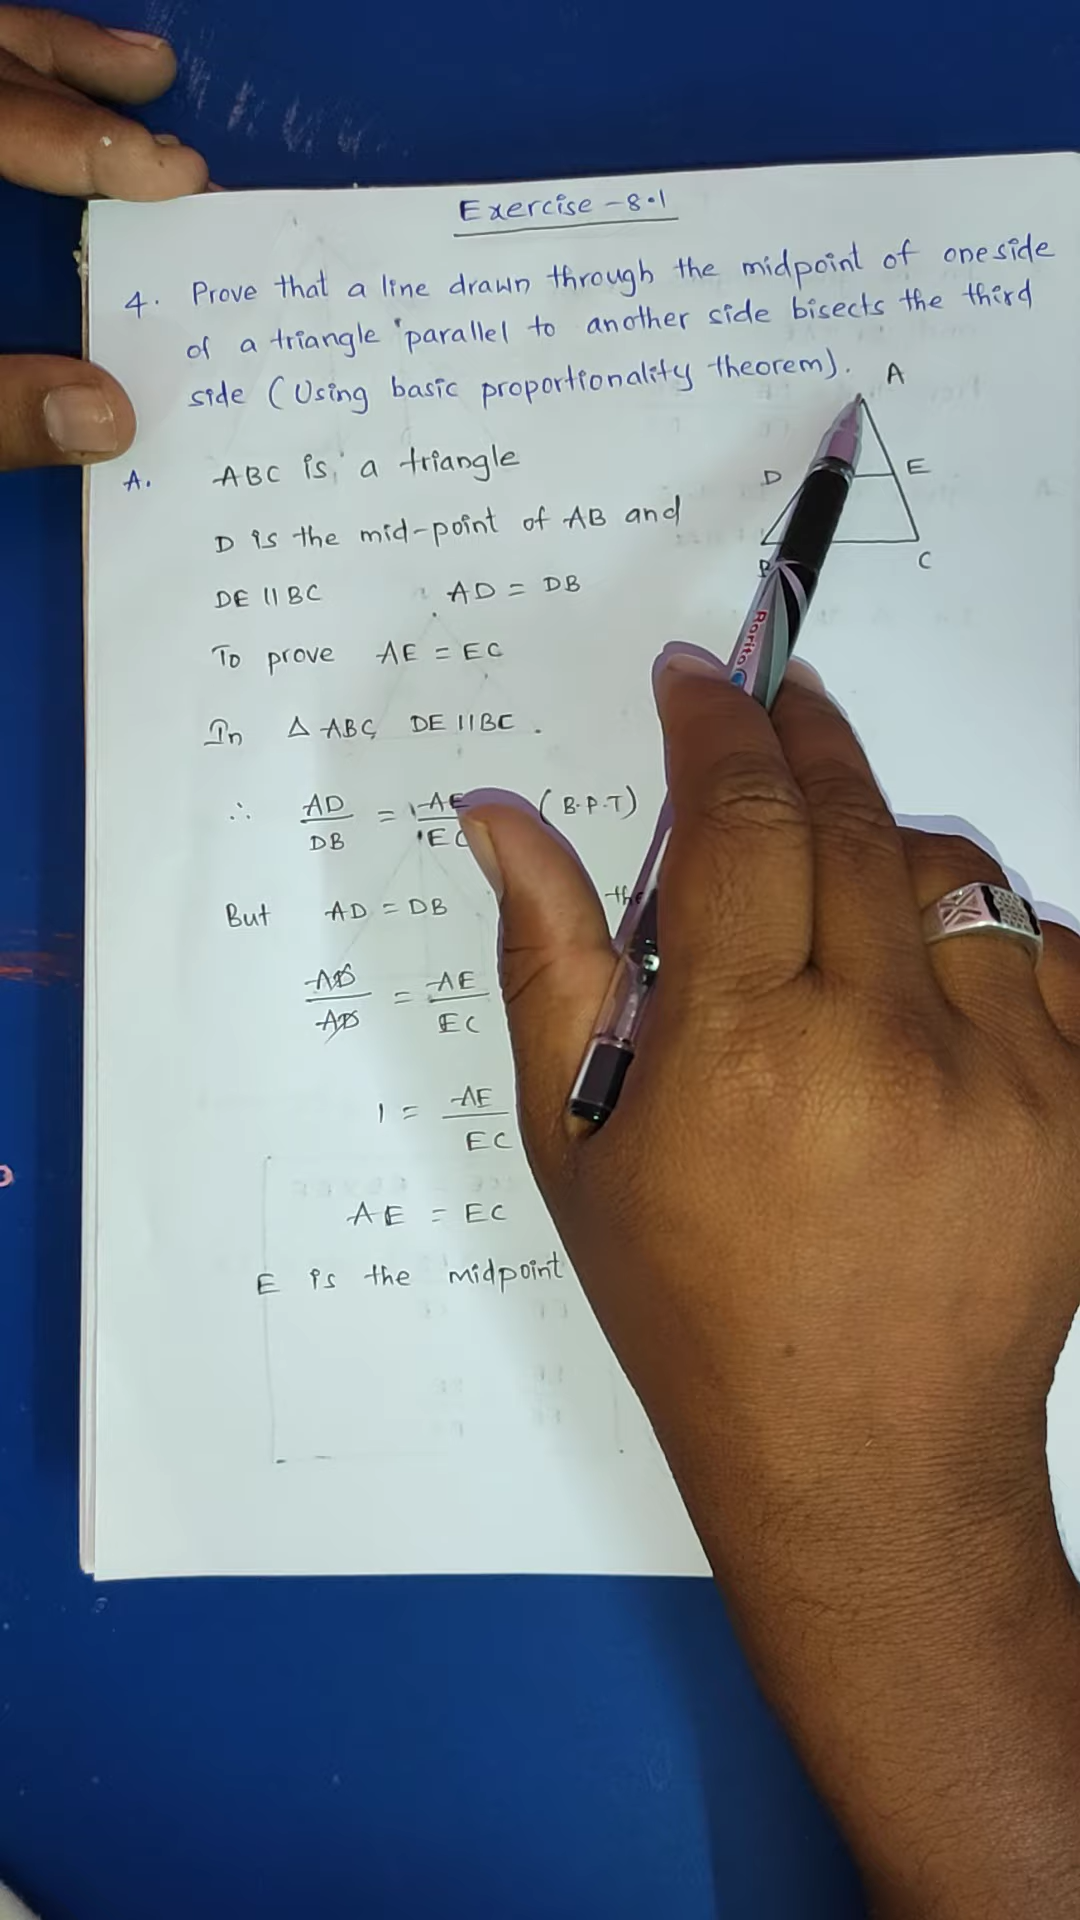 Exercise - 8.1
4. Prove that a line drawn through the midpoint of one side
of a triangle parallel to another side bisects the third
side (Using basic proportionality theorem).
A
D
E
B
C
A. ABC is a triangle
D is the mid-point of AB and
DE || BC AD = DB
To prove AE = EC
In Δ ABC, DE || BC.
∴ AD/DB = AE/EC (B.P.T)
But AD = DB
AD/AD = AE/EC
1 = AE/EC
AE = EC
E is the midpoint
Rorito